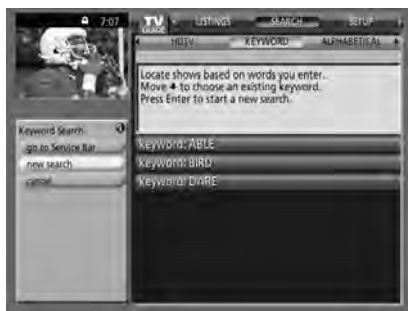 7:07
TV GUIDE LISTINGS SEARCH SETUP
HDTV KEYWORD ALPHABETICAL
Locate shows based on words you enter.
Move to choose an existing keyword.
Press Enter to start a new search.
Keyword Search
go to Service Bar
new search
cancel
keyword: ABLE
keyword: BIRD
keyword: DARE